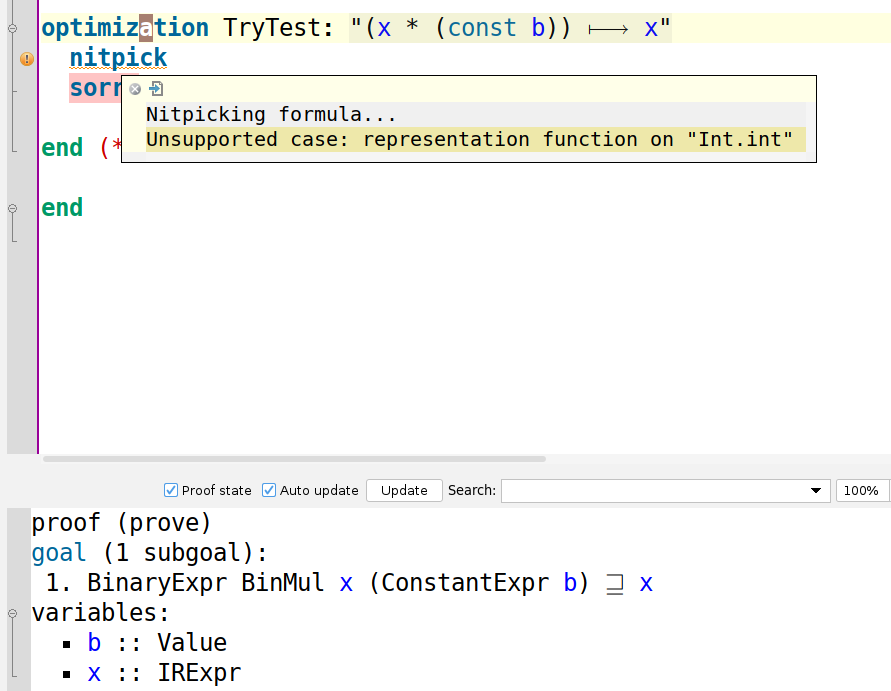 optimization TryTest: "(x * (const b)) ⟼ x"
nitpick
sorr
Nitpicking formula...
Unsupported case: representation function on "Int.int"
end (*
end
Proof state Auto update Update Search: 100%
proof (prove)
goal (1 subgoal):
1. BinaryExpr BinMul x (ConstantExpr b) ⊒ x
variables:
▪ b :: Value
▪ x :: IRExpr